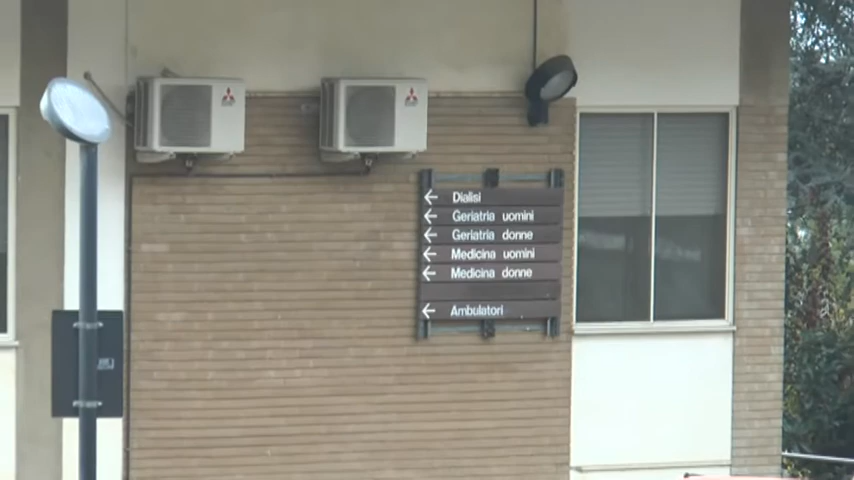 Dialisi
Geriatria uomini
Geriatria donne
Medicina uomini
Medicina donne
Ambulatori